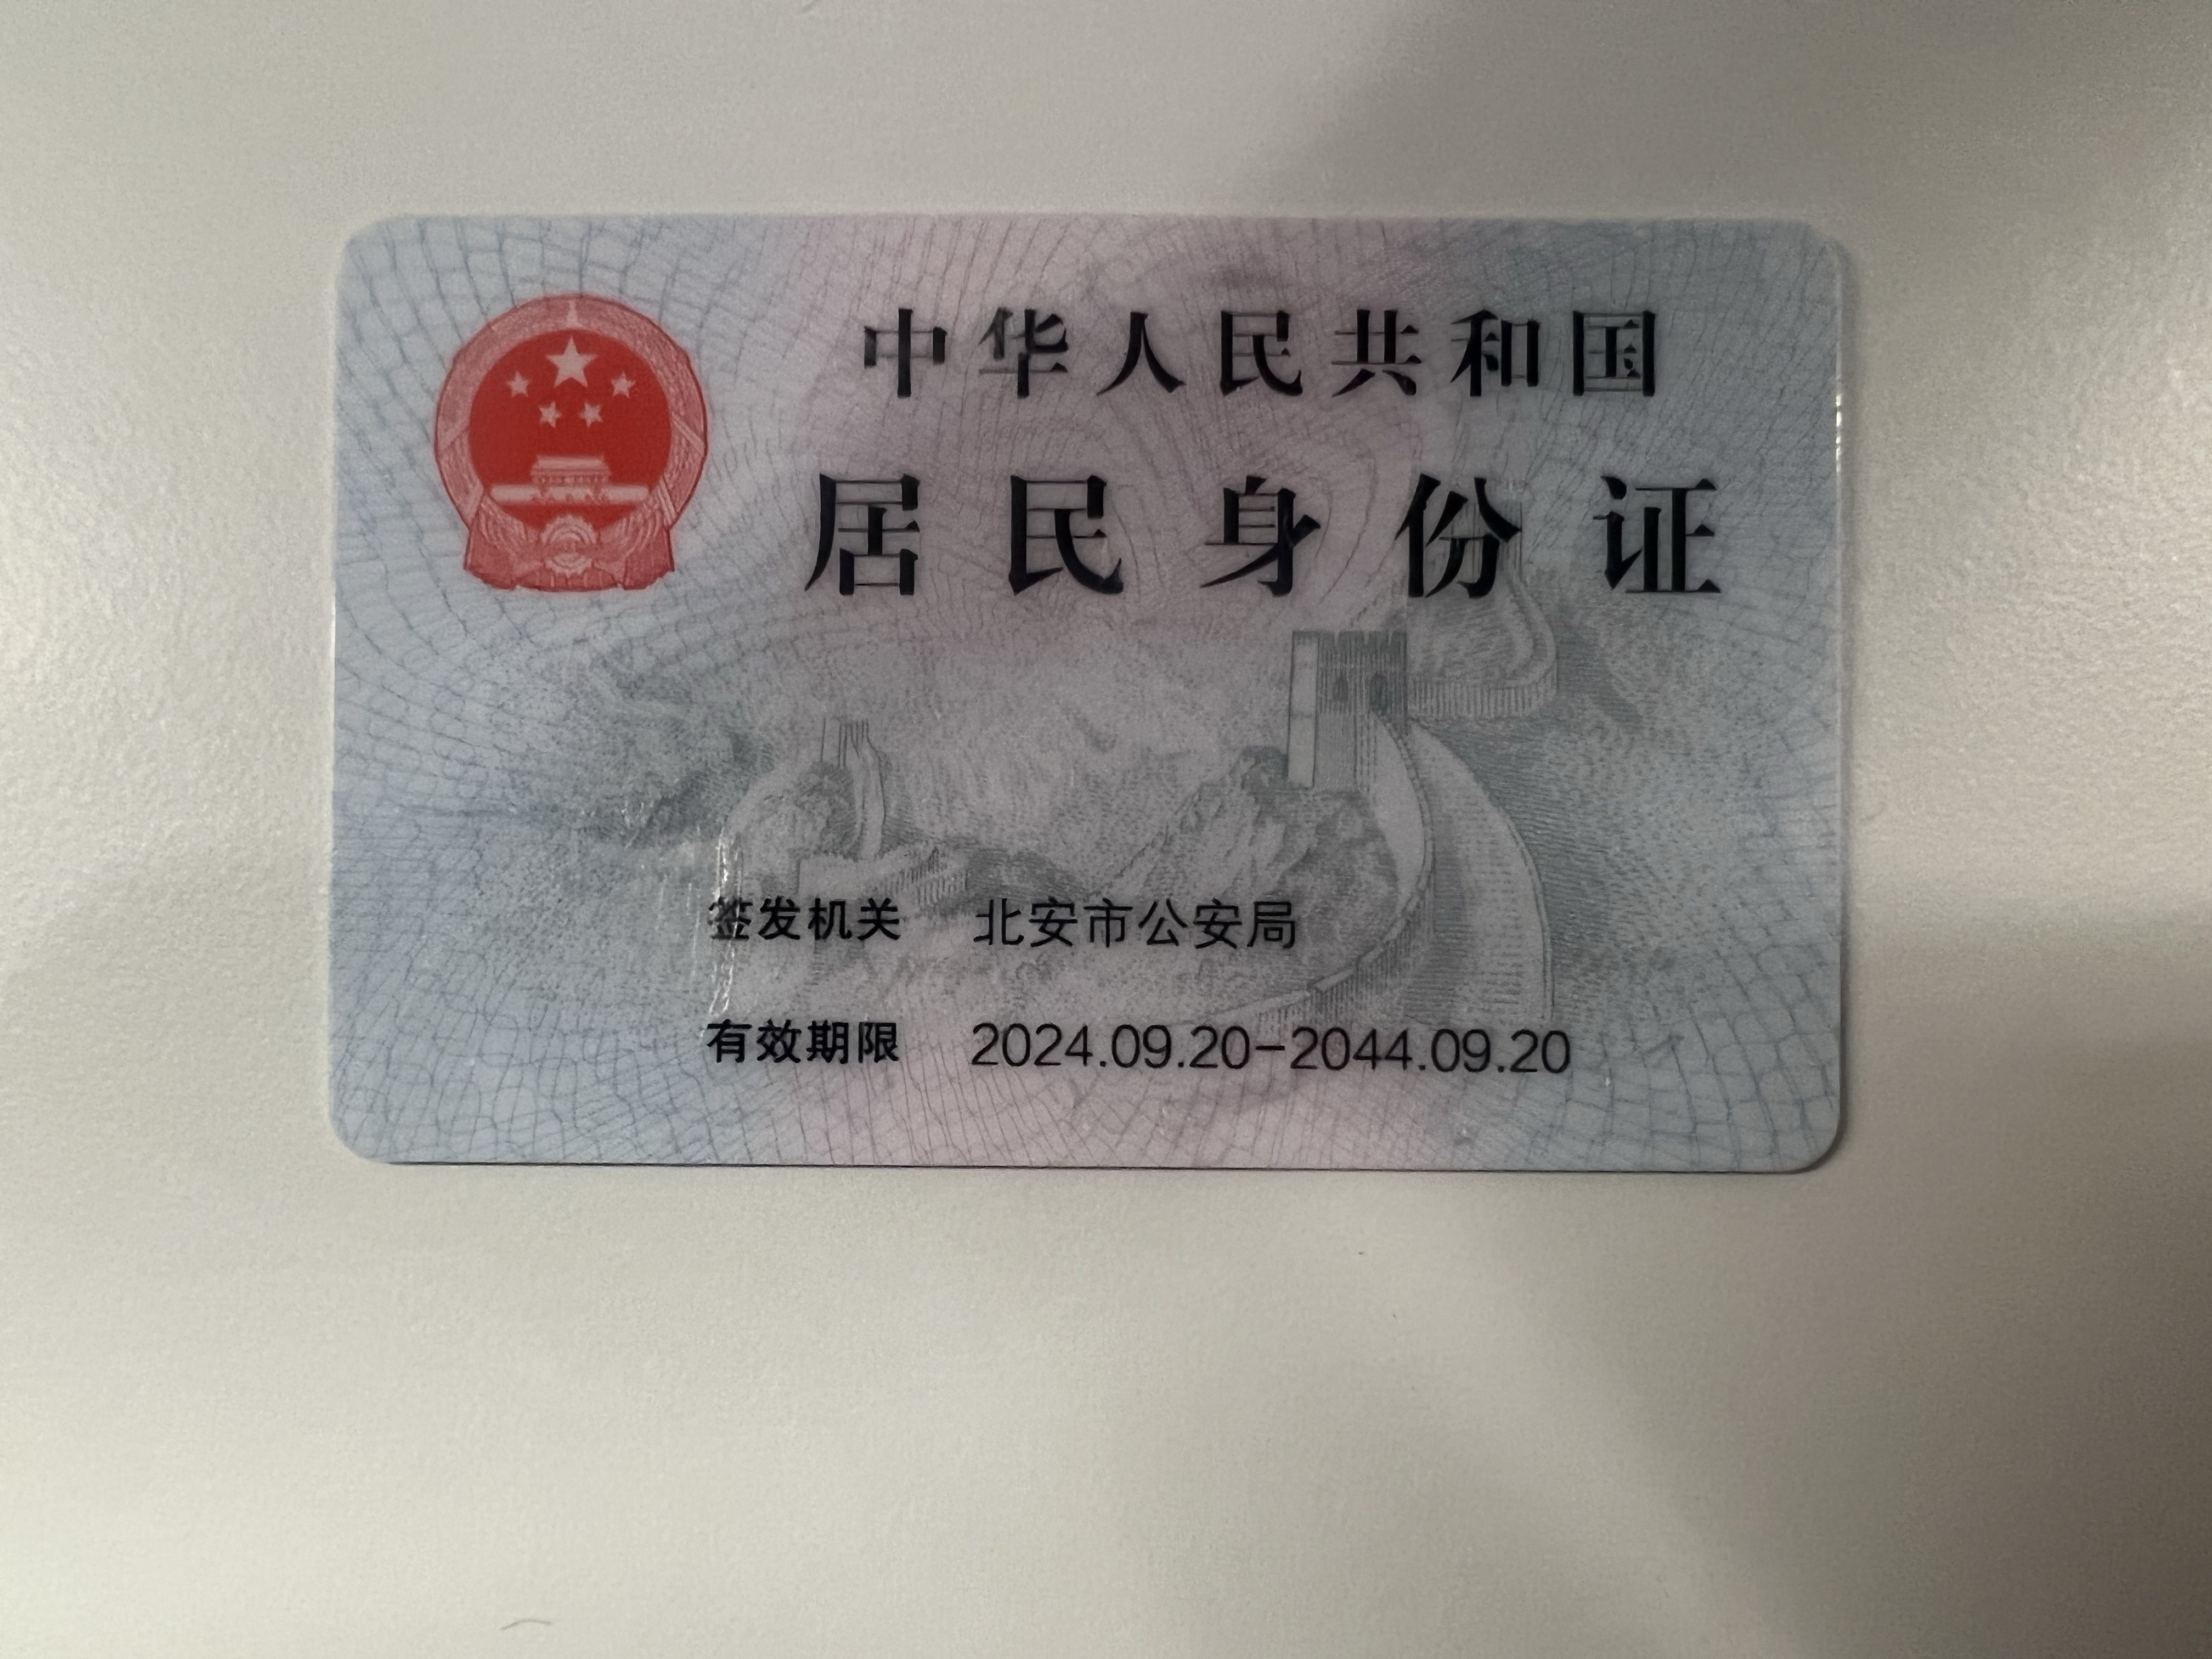 中华人民共和国
居民身份证
签发机关 北安市公安局
有效期限 2024.09.20-2044.09.20